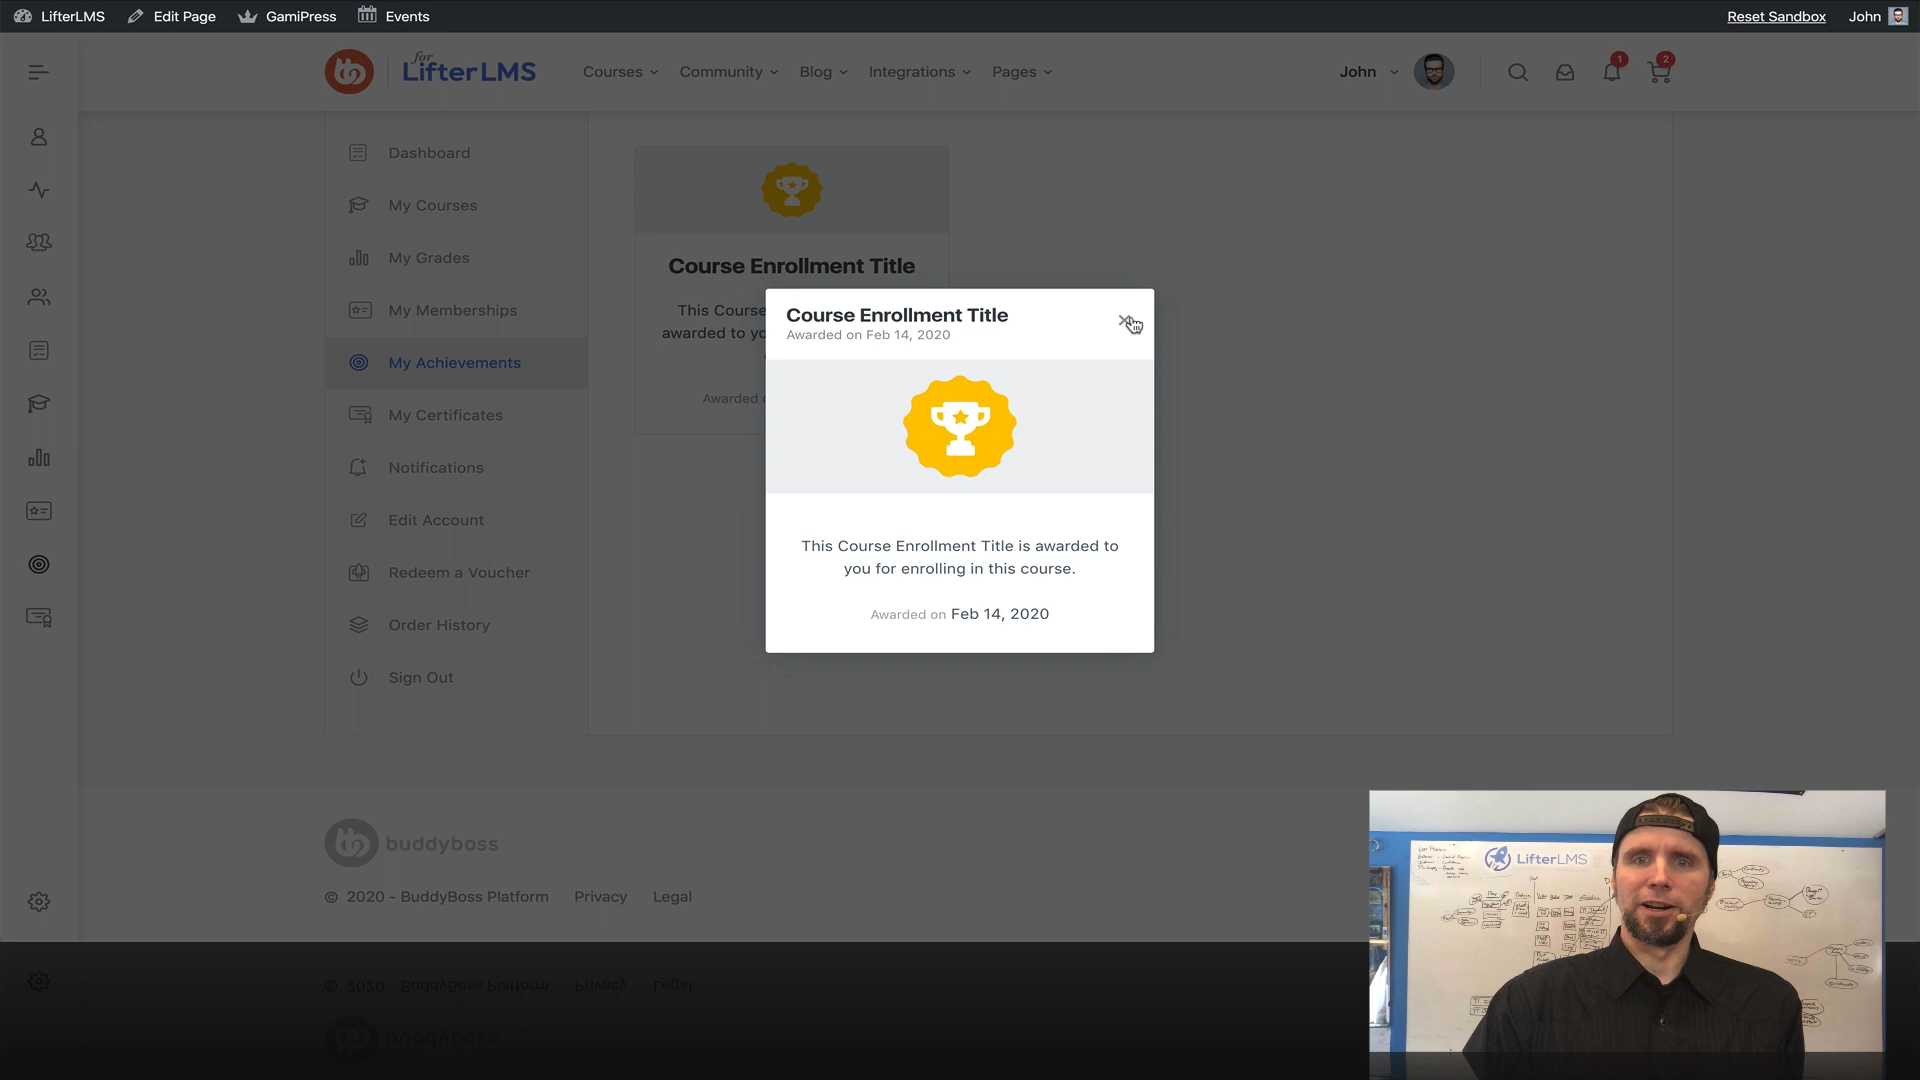 LifterLMS
Edit Page
GamiPress
Events
Reset Sandbox
John
for
LifterLMS
Courses
Community
Blog
Integrations
Pages
John
1
2
Dashboard
My Courses
My Grades
My Memberships
My Achievements
My Certificates
Notifications
Edit Account
Redeem a Voucher
Order History
Sign Out
Course Enrollment Title
This Course
awarded to yo
Awarded
Course Enrollment Title
Awarded on Feb 14, 2020
This Course Enrollment Title is awarded to
you for enrolling in this course.
Awarded on Feb 14, 2020
buddyboss
© 2020 - BuddyBoss Platform
Privacy
Legal
LifterLMS